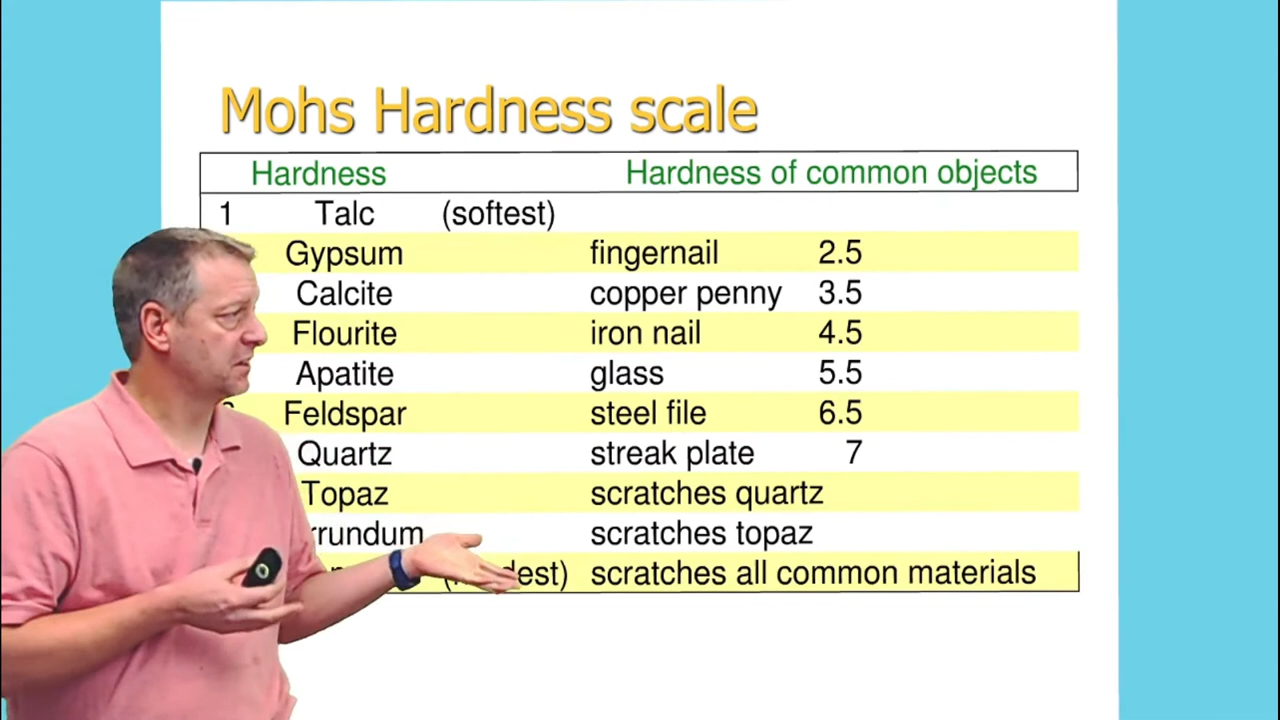 Mohs Hardness scale
Hardness Hardness of common objects
1 Talc (softest)
Gypsum fingernail 2.5
Calcite copper penny 3.5
Flourite iron nail 4.5
Apatite glass 5.5
Feldspar steel file 6.5
Quartz streak plate 7
Topaz scratches quartz
rrundum scratches topaz
scratches all common materials